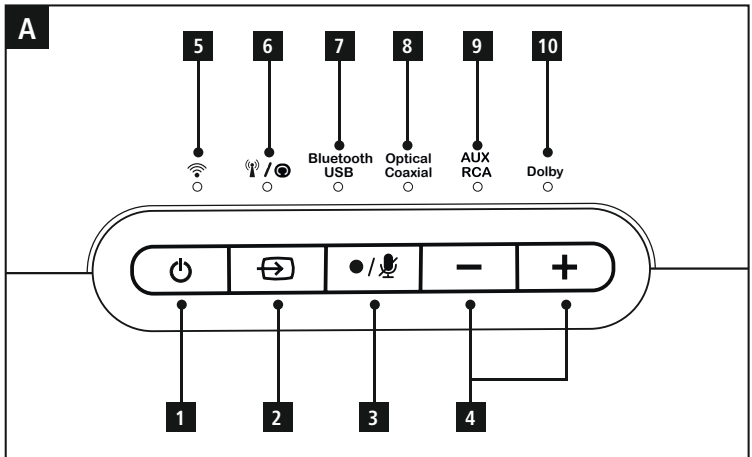 A
5 6 7 8 9 10
Bluetooth Optical AUX
USB Coaxial RCA Dolby
/
/
1 2 3 4